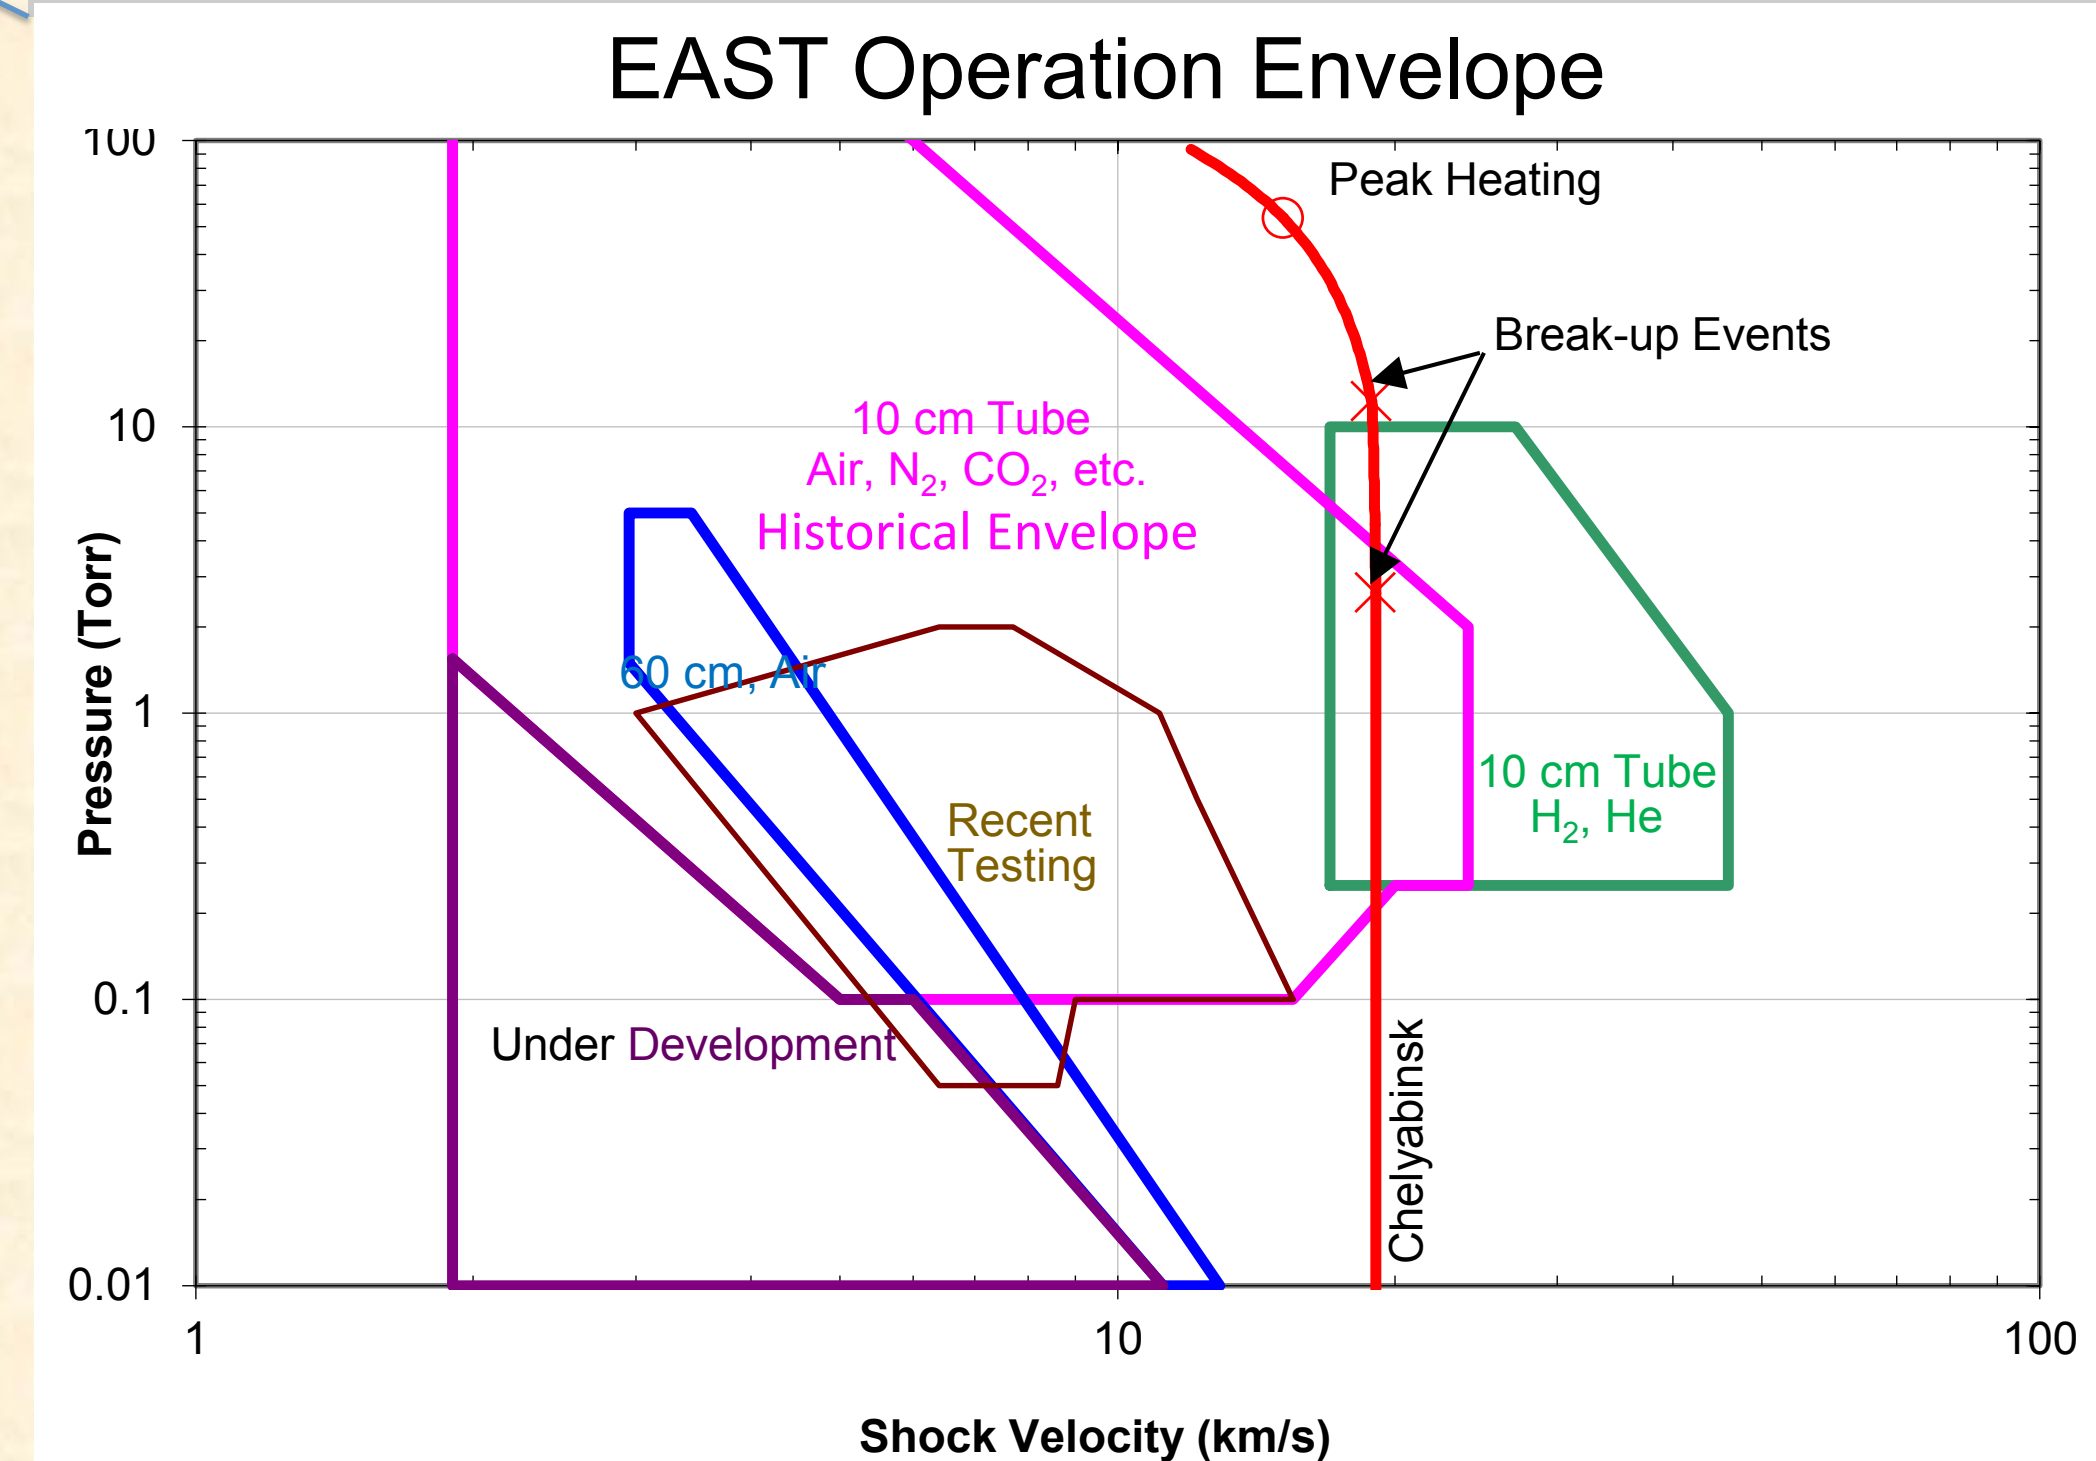 EAST Operation Envelope
100
Peak Heating
Break-up Events
10 cm Tube
Air, N₂, CO₂, etc.
Historical Envelope
10
60 cm, Air
1
10 cm Tube
H₂, He
Recent
Testing
0.1
Under Development
Chelyabinsk
0.01
Pressure (Torr)
1
10
100
Shock Velocity (km/s)